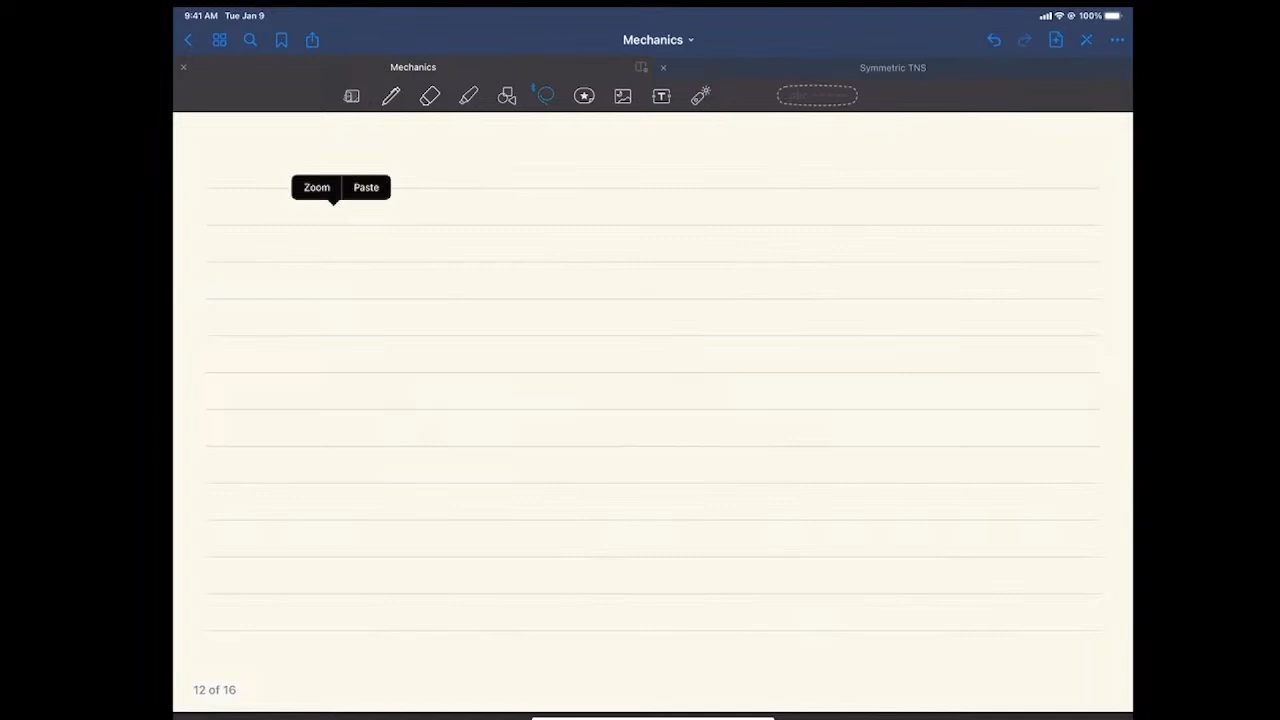 9:41 AM Tue Jan 9 100%
Mechanics
Mechanics Symmetric TNS
Zoom Paste
12 of 16